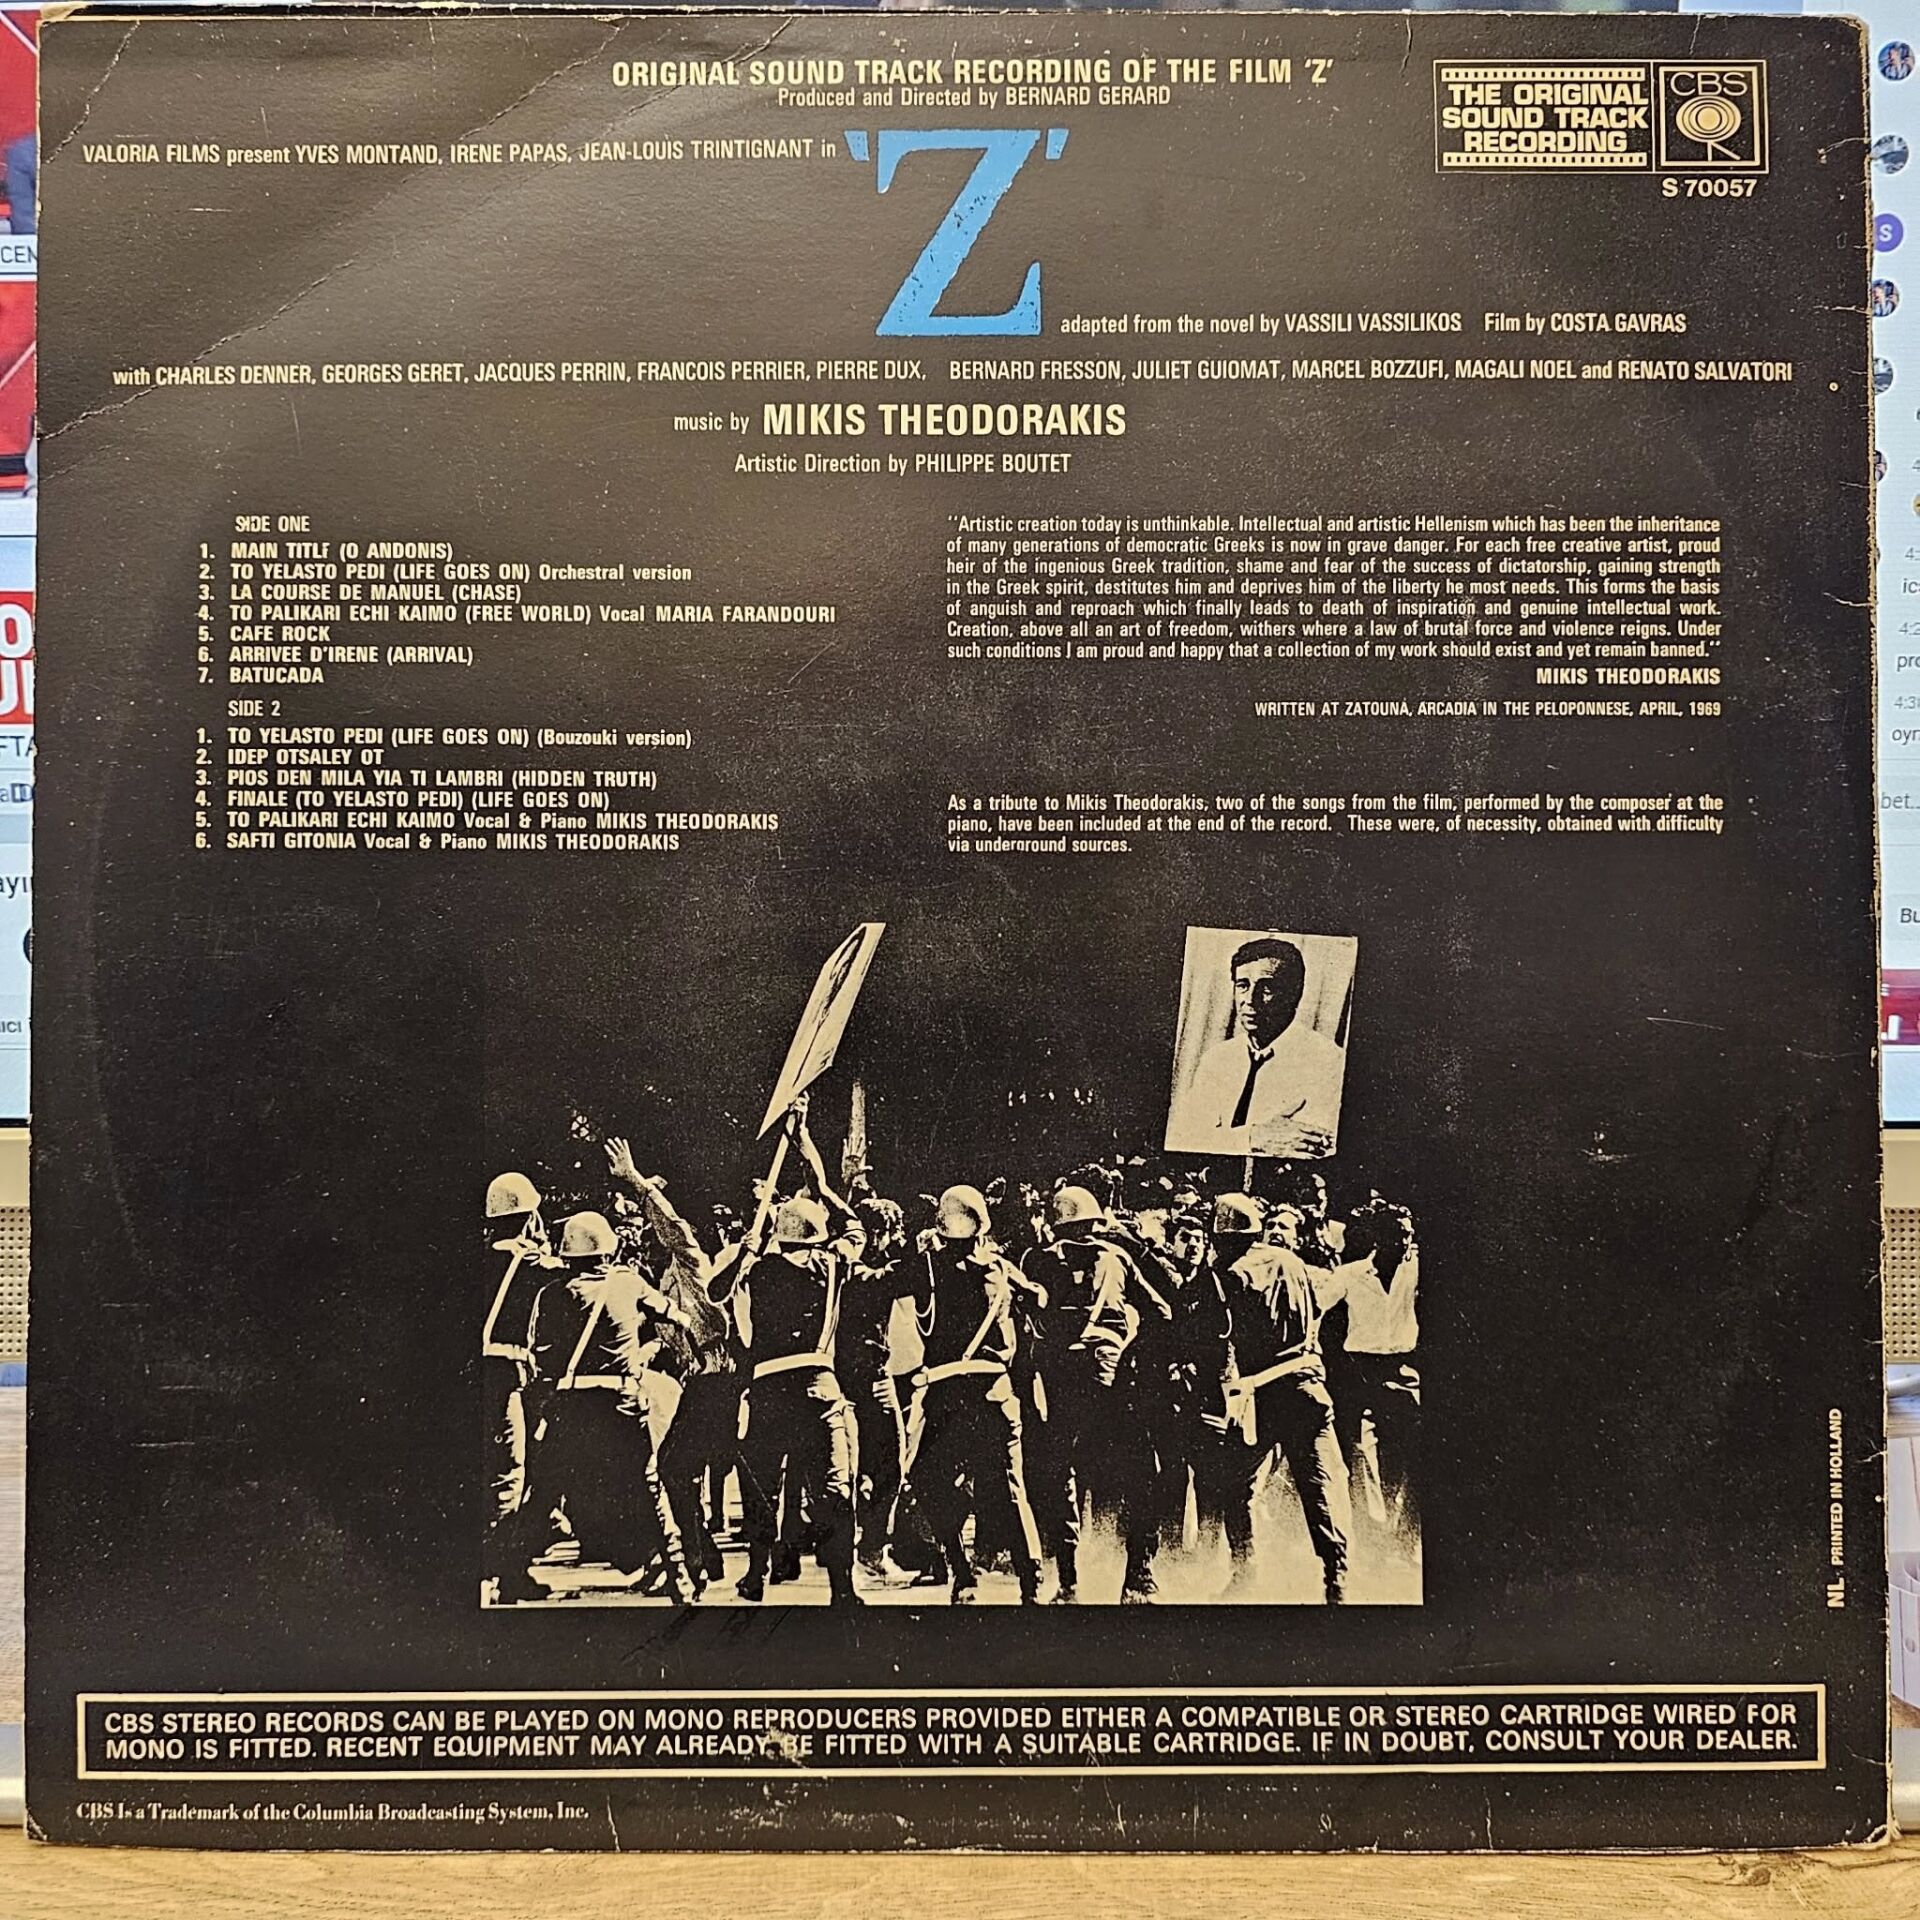 ORIGINAL SOUND TRACK RECORDING OF THE FILM 'Z'
Produced and Directed by BERNARD GERARD
THE ORIGINAL
SOUND TRACK
RECORDING
CBS
S 70057
VALORIA FILMS present YVES MONTAND, IRENE PAPAS, JEAN-LOUIS TRINTIGNANT in 'Z'
adapted from the novel by VASSILI VASSILIKOS Film by COSTA GAVRAS
with CHARLES DENNER, GEORGES GERET, JACQUES PERRIN, FRANCOIS PERRIER, PIERRE DUX, BERNARD FRESSON, JULIET GUIOMAT, MARCEL BOZZUFI, MAGALI NOEL and RENATO SALVATORI
music by MIKIS THEODORAKIS
Artistic Direction by PHILIPPE BOUTET
SIDE ONE
1. MAIN TITLE (O ANDONIS)
2. TO YELASTO PEDI (LIFE GOES ON) Orchestral version
3. LA COURSE DE MANUEL (CHASE)
4. TO PALIKARI ECHI KAIMO (FREE WORLD) Vocal MARIA FARANDOURI
5. CAFE ROCK
6. ARRIVEE D'IRENE (ARRIVAL)
7. BATUCADA
SIDE 2
1. TO YELASTO PEDI (LIFE GOES ON) (Bouzouki version)
2. IDEP OTSALEY OT
3. PIOS DEN MILA YIA TI LAMBRI (HIDDEN TRUTH)
4. FINALE (TO YELASTO PEDI) (LIFE GOES ON)
5. TO PALIKARI ECHI KAIMO Vocal & Piano MIKIS THEODORAKIS
6. SAFTI GITONIA Vocal & Piano MIKIS THEODORAKIS
"Artistic creation today is unthinkable. Intellectual and artistic Hellenism which has been the inheritance
of many generations of democratic Greeks is now in grave danger. For each free creative artist, proud
heir of the ingenious Greek tradition, shame and fear of the success of dictatorship, gaining strength
in the Greek spirit, destitutes him and deprives him of the liberty he most needs. This forms the basis
of anguish and reproach which finally leads to death of inspiration and genuine intellectual work.
Creation, above all an art of freedom, withers where a law of brutal force and violence reigns. Under
such conditions I am proud and happy that a collection of my work should exist and yet remain banned."
MIKIS THEODORAKIS
WRITTEN AT ZATOUNA, ARCADIA IN THE PELOPONNESE, APRIL, 1969
As a tribute to Mikis Theodorakis, two of the songs from the film, performed by the composer at the
piano, have been included at the end of the record. These were, of necessity, obtained with difficulty
via underground sources.
NL PRINTED IN HOLLAND
CBS STEREO RECORDS CAN BE PLAYED ON MONO REPRODUCERS PROVIDED EITHER A COMPATIBLE OR STEREO CARTRIDGE WIRED FOR
MONO IS FITTED. RECENT EQUIPMENT MAY ALREADY BE FITTED WITH A SUITABLE CARTRIDGE. IF IN DOUBT, CONSULT YOUR DEALER.
CBS Is a Trademark of the Columbia Broadcasting System, Inc.